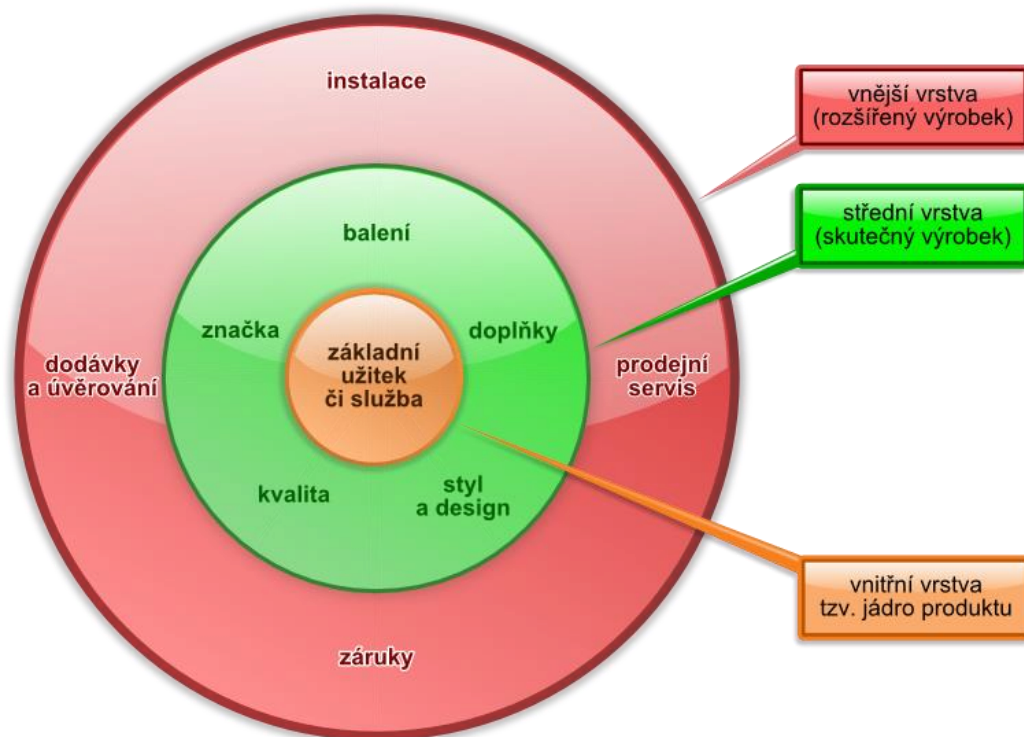 instalace
vnější vrstva
(rozšířený výrobek)
střední vrstva
(skutečný výrobek)
balení
značka
doplňky
základní
užitek
či služba
dodávky
a úvěrování
prodejní
servis
kvalita
styl
a design
vnitřní vrstva
tzv. jádro produktu
záruky